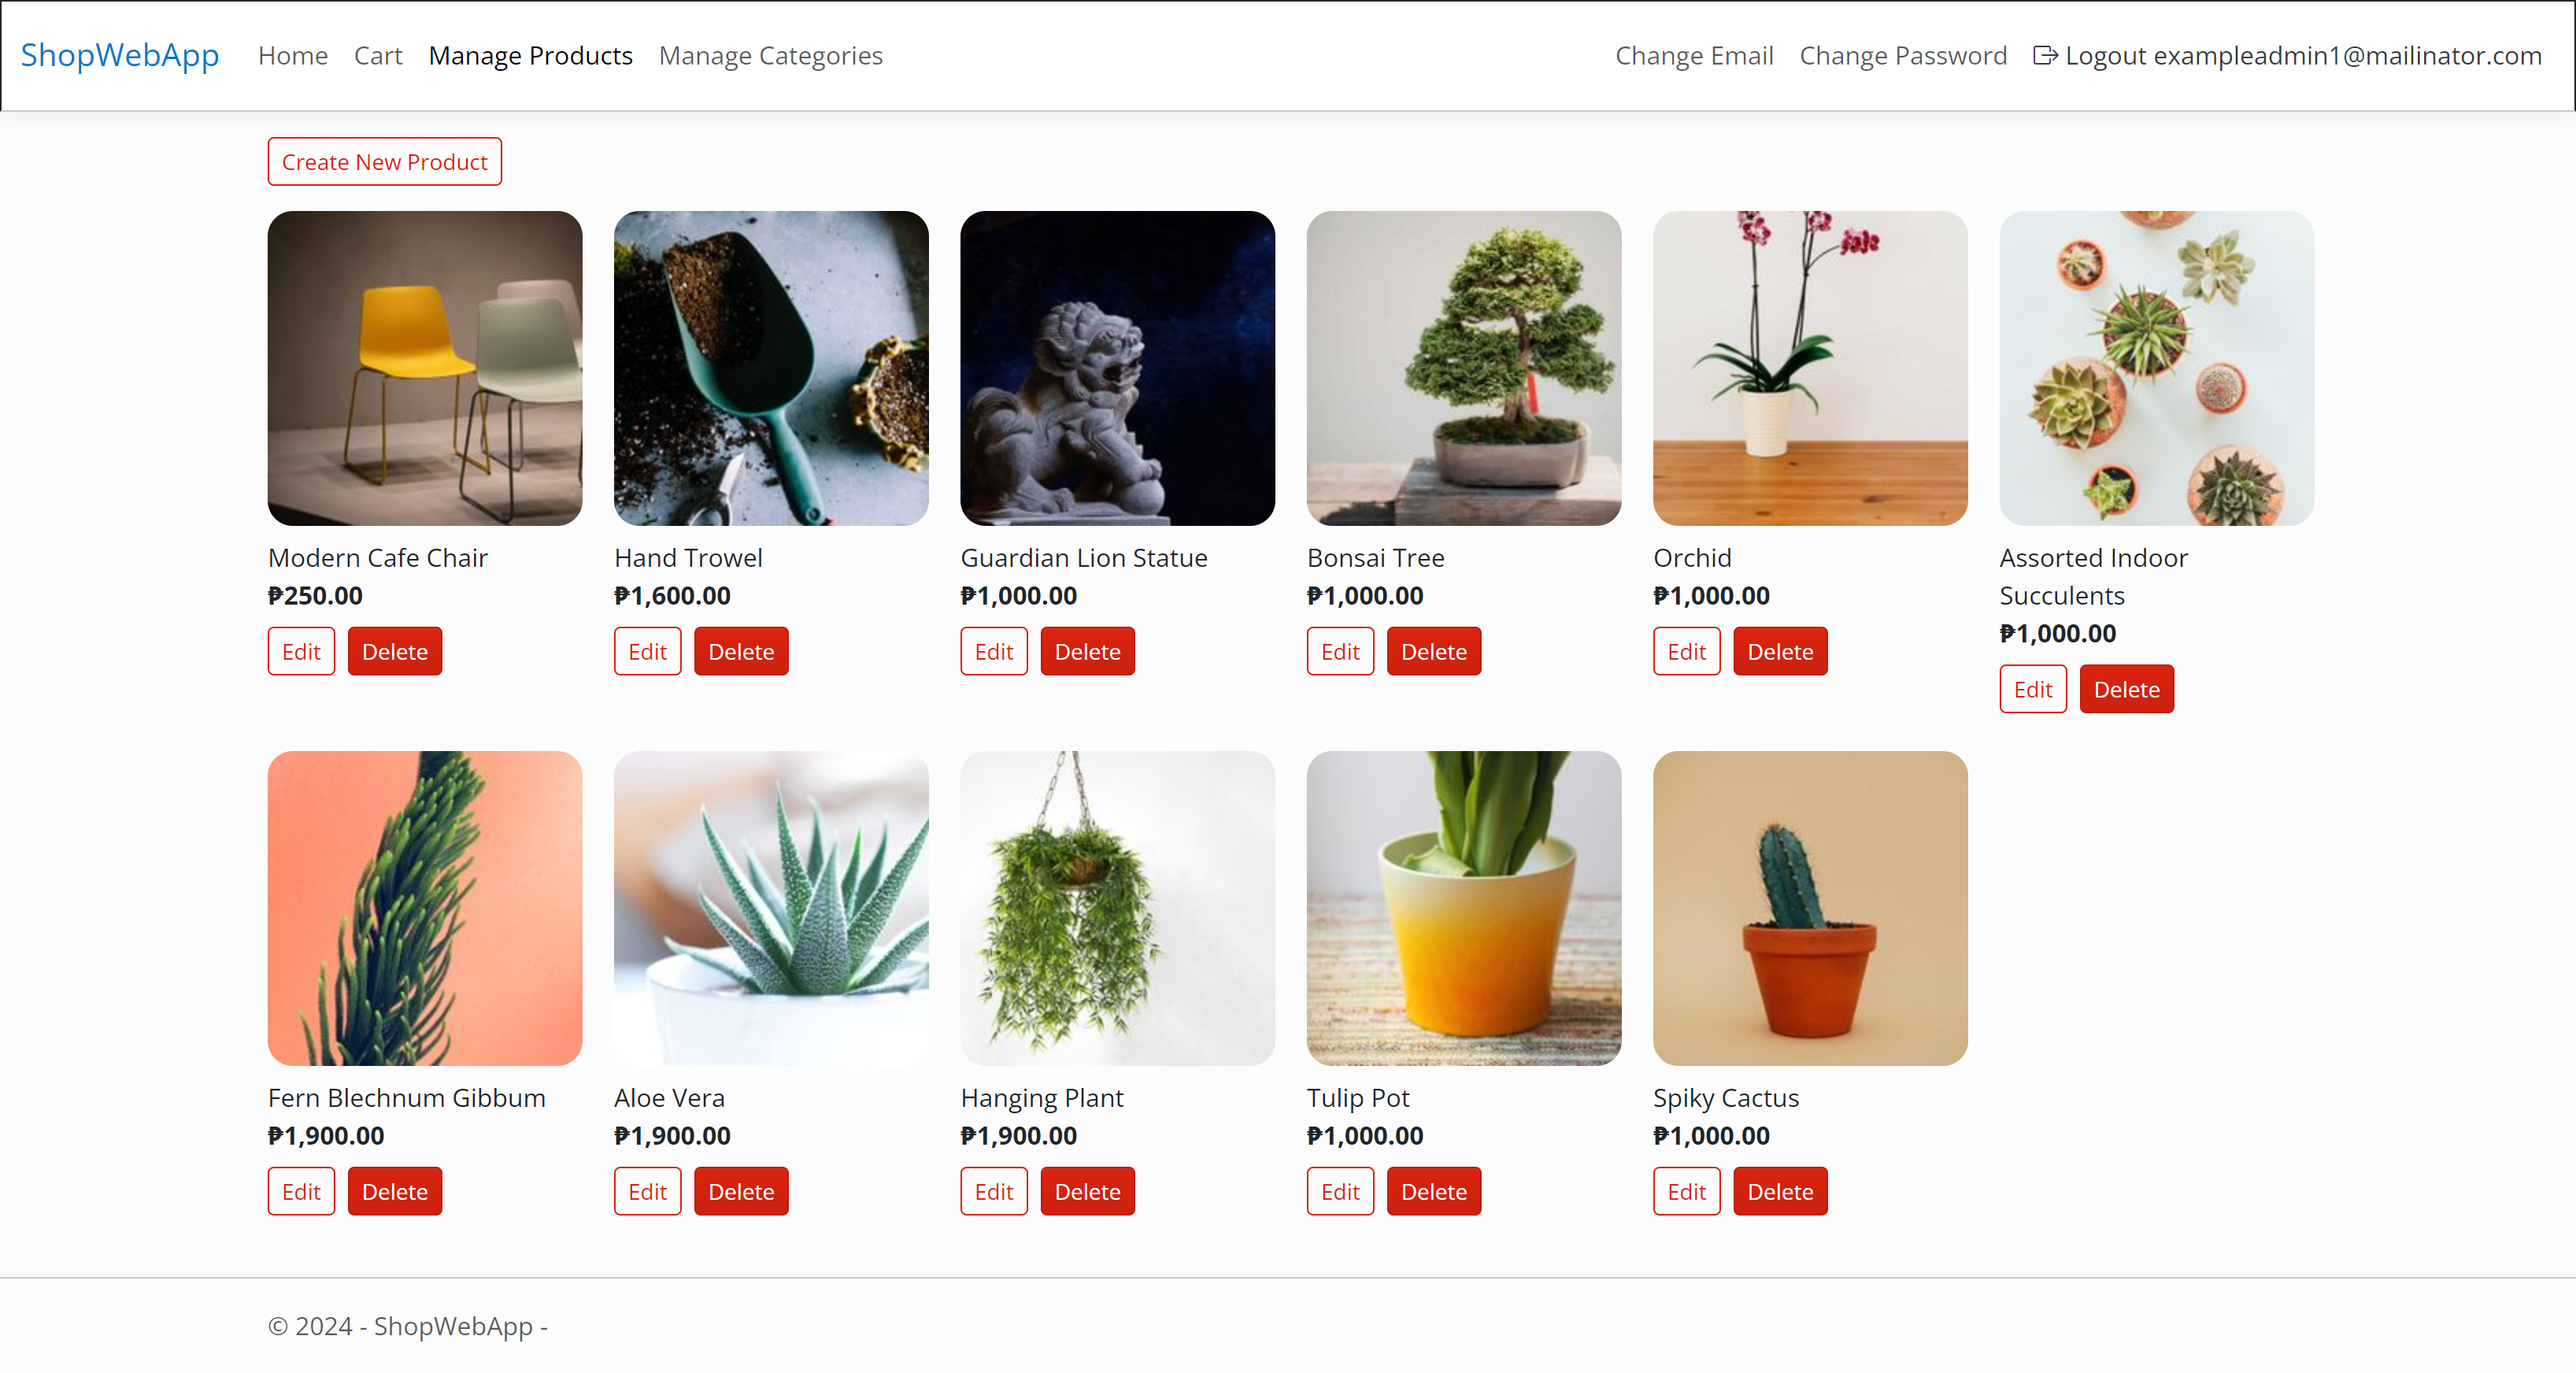 ShopWebApp Home Cart Manage Products Manage Categories Change Email Change Password Logout exampleadmin1@mailinator.com
Create New Product
Modern Cafe Chair
₱250.00
Edit Delete
Hand Trowel
₱1,600.00
Edit Delete
Guardian Lion Statue
₱1,000.00
Edit Delete
Bonsai Tree
₱1,000.00
Edit Delete
Orchid
₱1,000.00
Edit Delete
Assorted Indoor
Succulents
₱1,000.00
Edit Delete
Fern Blechnum Gibbum
₱1,900.00
Edit Delete
Aloe Vera
₱1,900.00
Edit Delete
Hanging Plant
₱1,900.00
Edit Delete
Tulip Pot
₱1,000.00
Edit Delete
Spiky Cactus
₱1,000.00
Edit Delete
© 2024 - ShopWebApp -